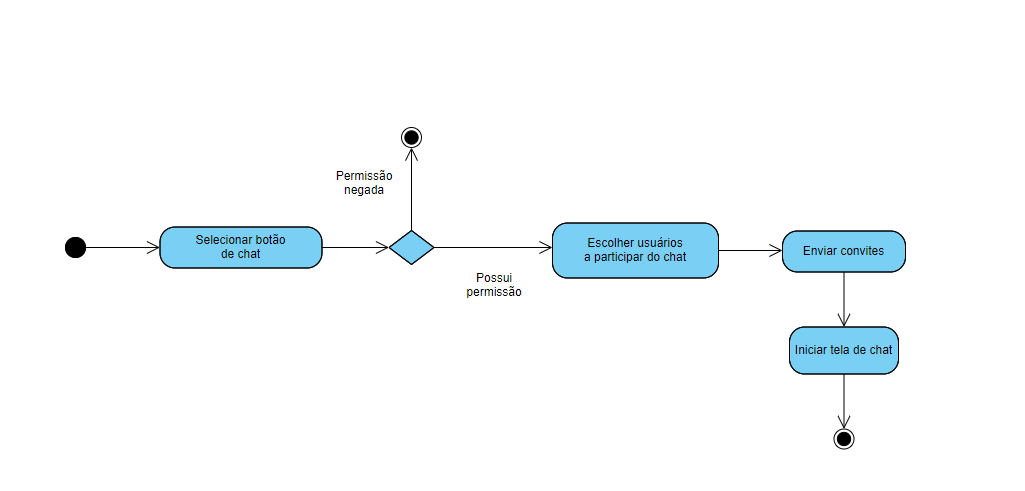 Permissão
negada
Selecionar botão
de chat
Possui
permissão
Escolher usuários
a participar do chat
Enviar convites
Iniciar tela de chat